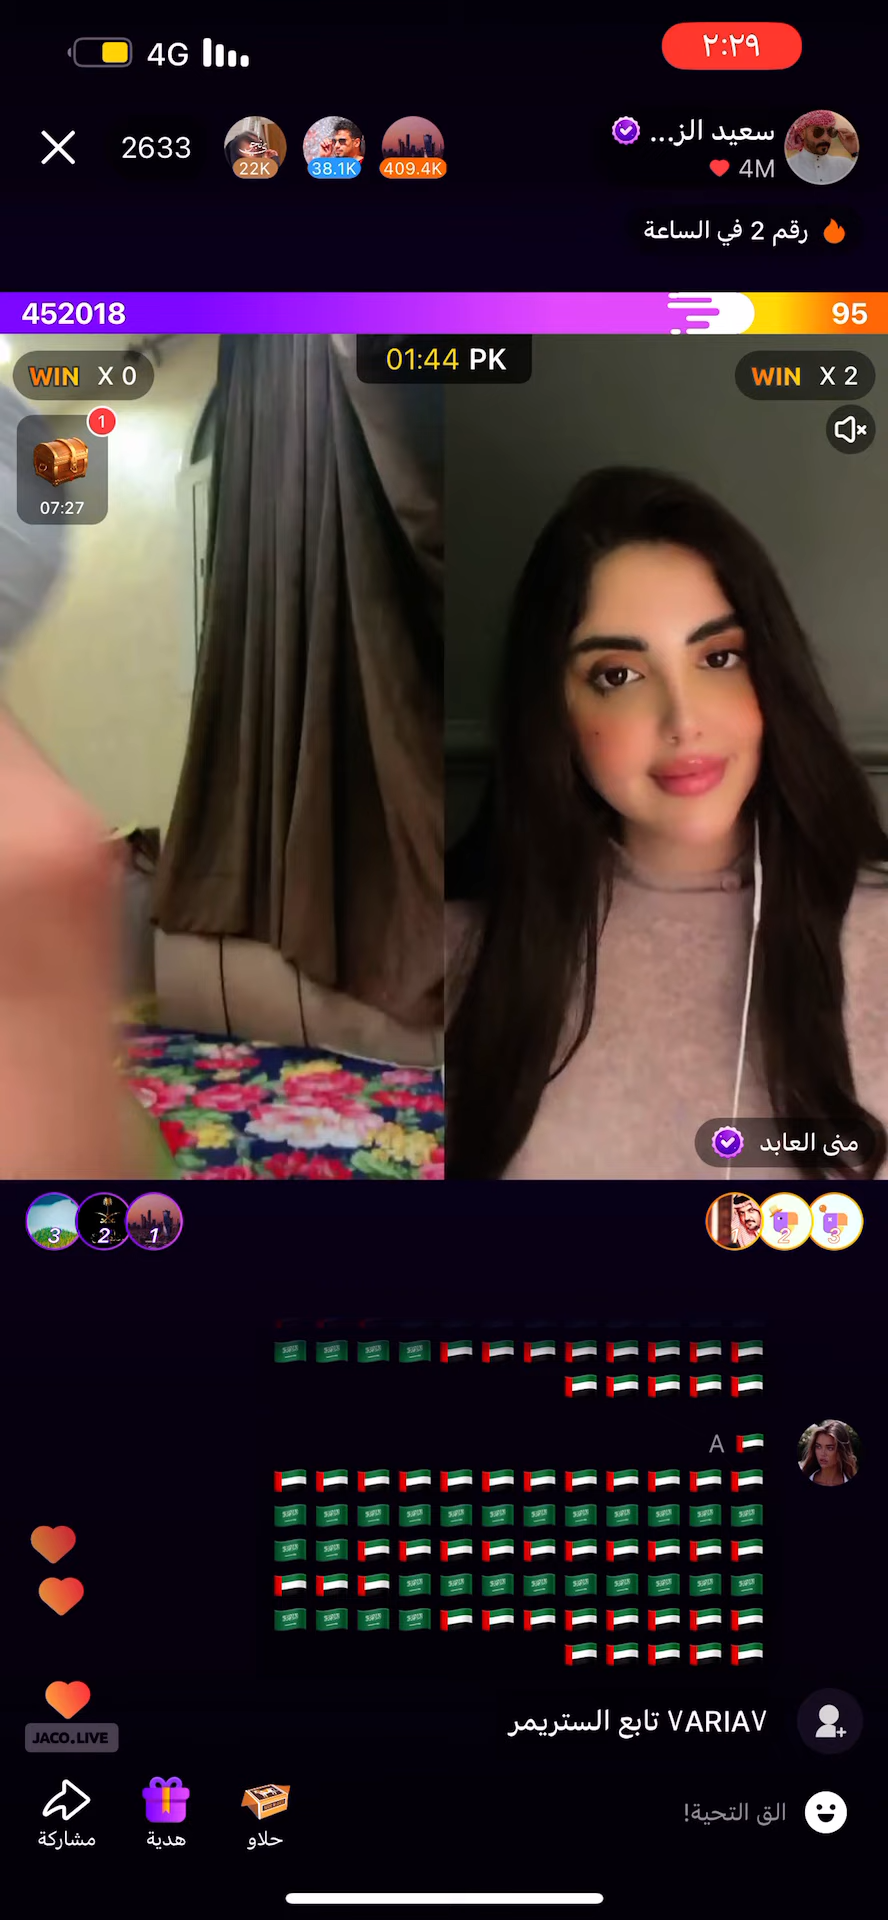 4G
٢:٢٩
2633
22K
38.1K
409.4K
سعيد الز...
4M
رقم 2 في الساعة
452018
95
WIN X 0
01:44 PK
WIN X 2
1
07:27
منى العابد
3 2 1
1 2 3
A
VARIAV تابع الستريمر
JACO.LIVE
الق التحية!
مشاركة
هدية
حلاو